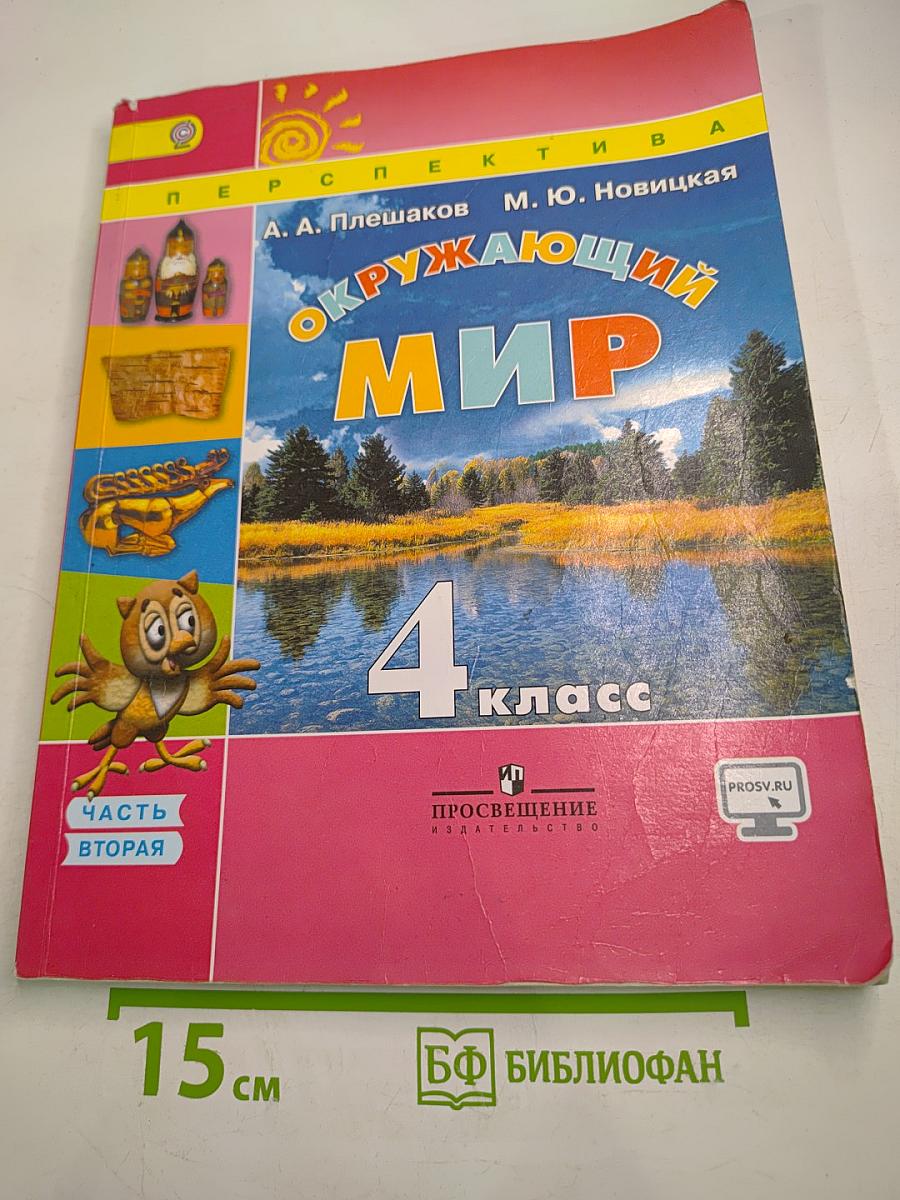 ПЕРСПЕКТИВА
А. А. Плешаков М. Ю. Новицкая
ОКРУЖАЮЩИЙ
МИР
4 класс
ЧАСТЬ
ВТОРАЯ
ПРОСВЕЩЕНИЕ
ИЗДАТЕЛЬСТВО
PROSV.RU
15 см
БФ БИБЛИОФАН